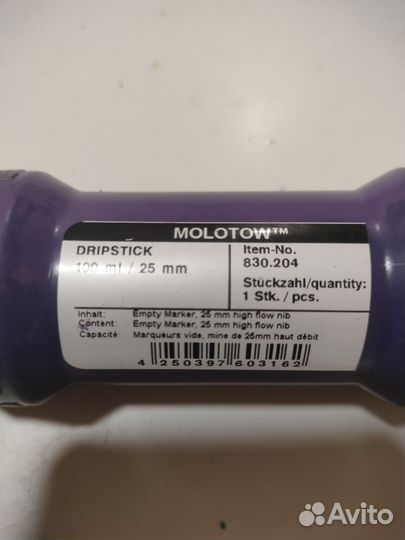 MOLOTOW™
DRIPSTICK
100 ml / 25 mm
Item-No.
830.204
Stückzahl/quantity:
1 Stk. / pcs.
Inhalt: Empty Marker, 25 mm high flow nib
Content: Empty Marker, 25 mm high flow nib
Capacité: Marqueurs vide, mine de 25mm haut débit
4 250397 603162
Avito